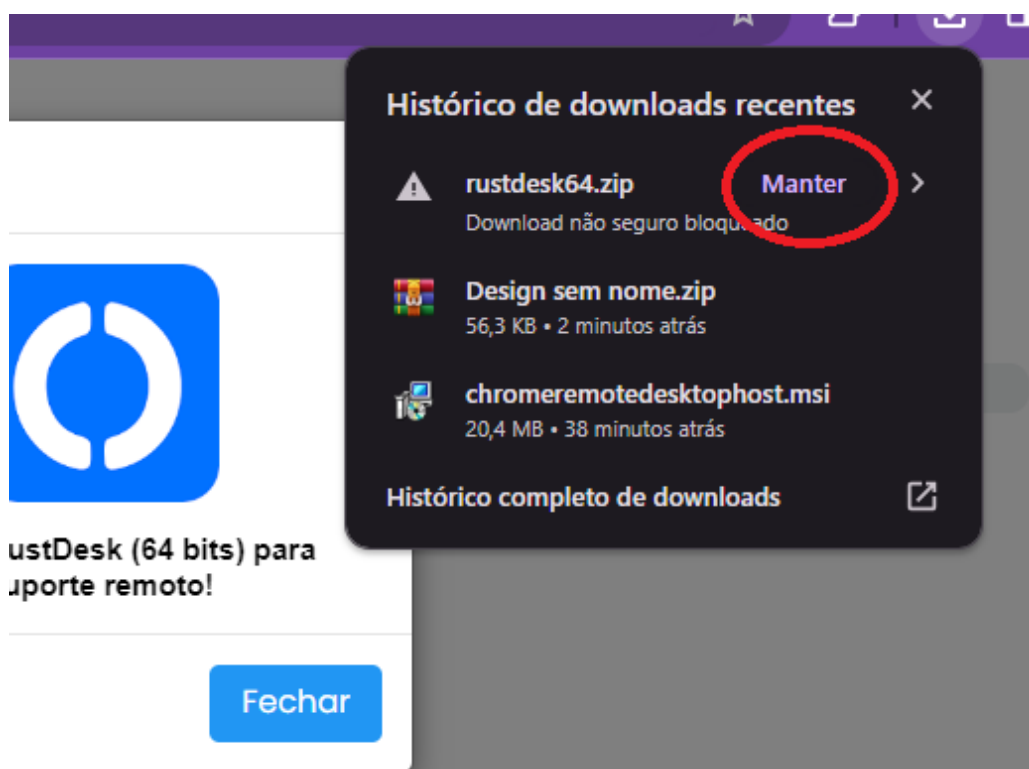 Histórico de downloads recentes
rustdesk64.zip Manter
Download não seguro bloqueado
Design sem nome.zip
56,3 KB • 2 minutos atrás
chromeremotedesktophost.msi
20,4 MB • 38 minutos atrás
Histórico completo de downloads
ustDesk (64 bits) para
uporte remoto!
Fechar